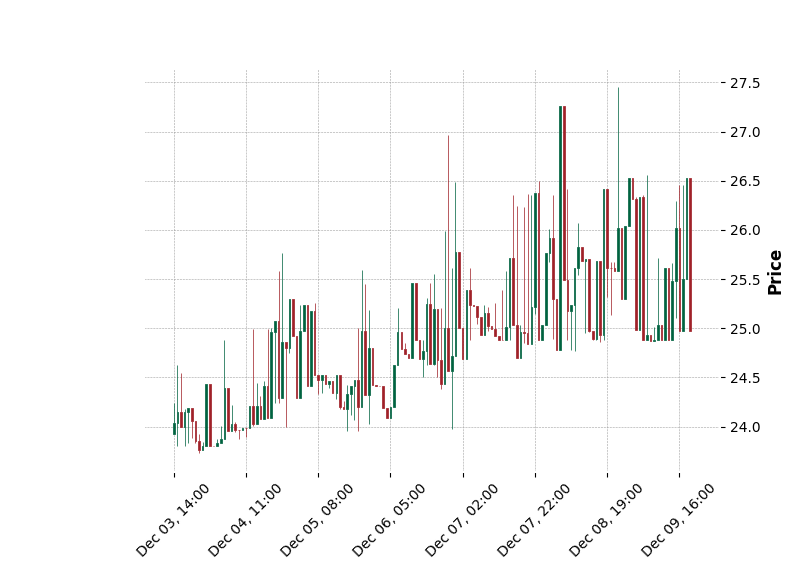 27.5
27.0
26.5
26.0
25.5
25.0
24.5
24.0
Price
Dec 03, 14:00
Dec 04, 11:00
Dec 05, 08:00
Dec 06, 05:00
Dec 07, 02:00
Dec 07, 22:00
Dec 08, 19:00
Dec 09, 16:00